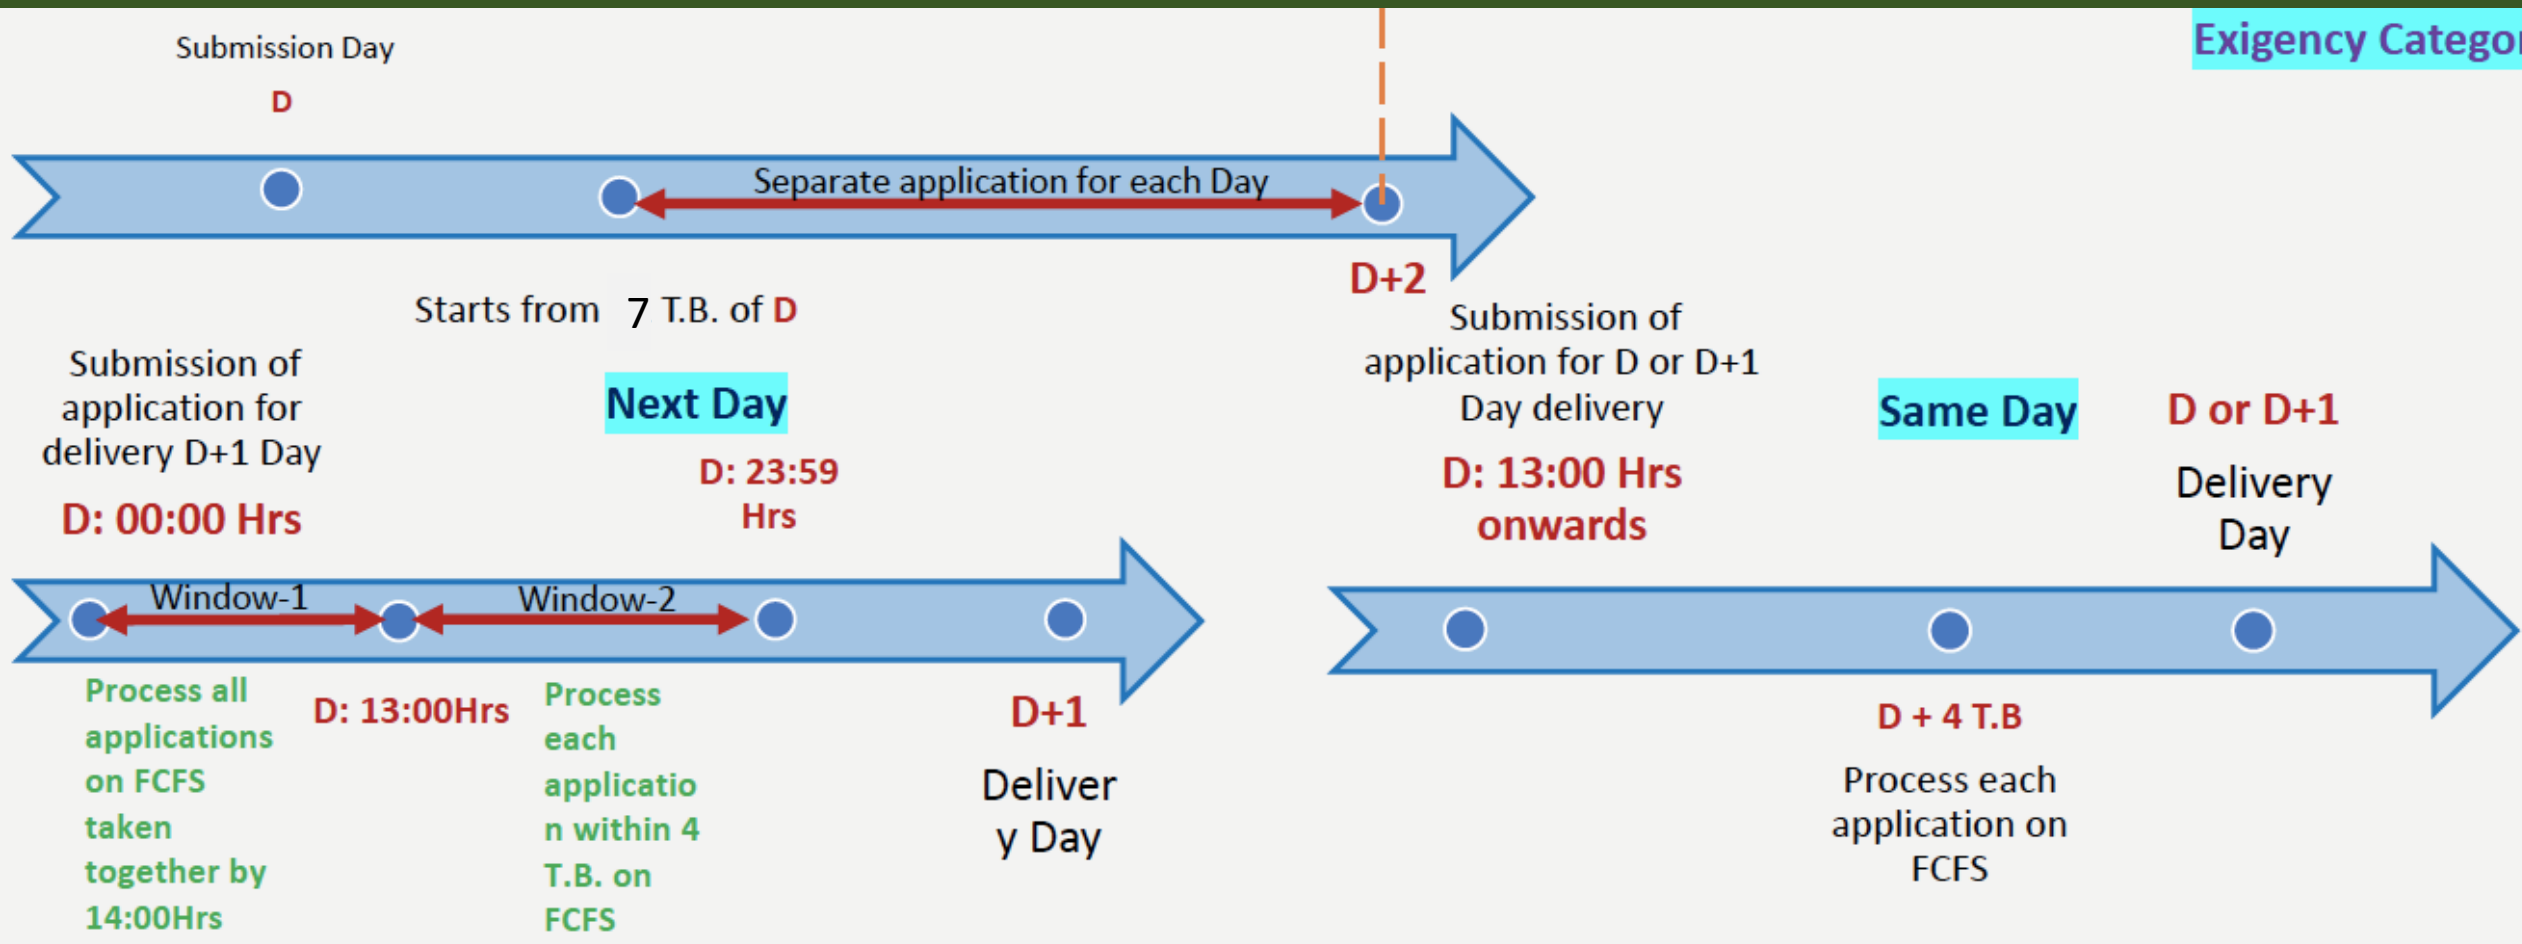 Submission Day
D
Exigency Categor
Separate application for each Day
D+2
Starts from 7 T.B. of D
Submission of
application for
delivery D+1 Day
D: 00:00 Hrs
Next Day
D: 23:59
Hrs
Window-1
Window-2
Process all
applications
on FCFS
taken
together by
14:00Hrs
D: 13:00Hrs
Process
each
applicatio
n within 4
T.B. on
FCFS
D+1
Deliver
y Day
Submission of
application for D or D+1
Day delivery
D: 13:00 Hrs
onwards
Same Day
D or D+1
Delivery
Day
D + 4 T.B
Process each
application on
FCFS